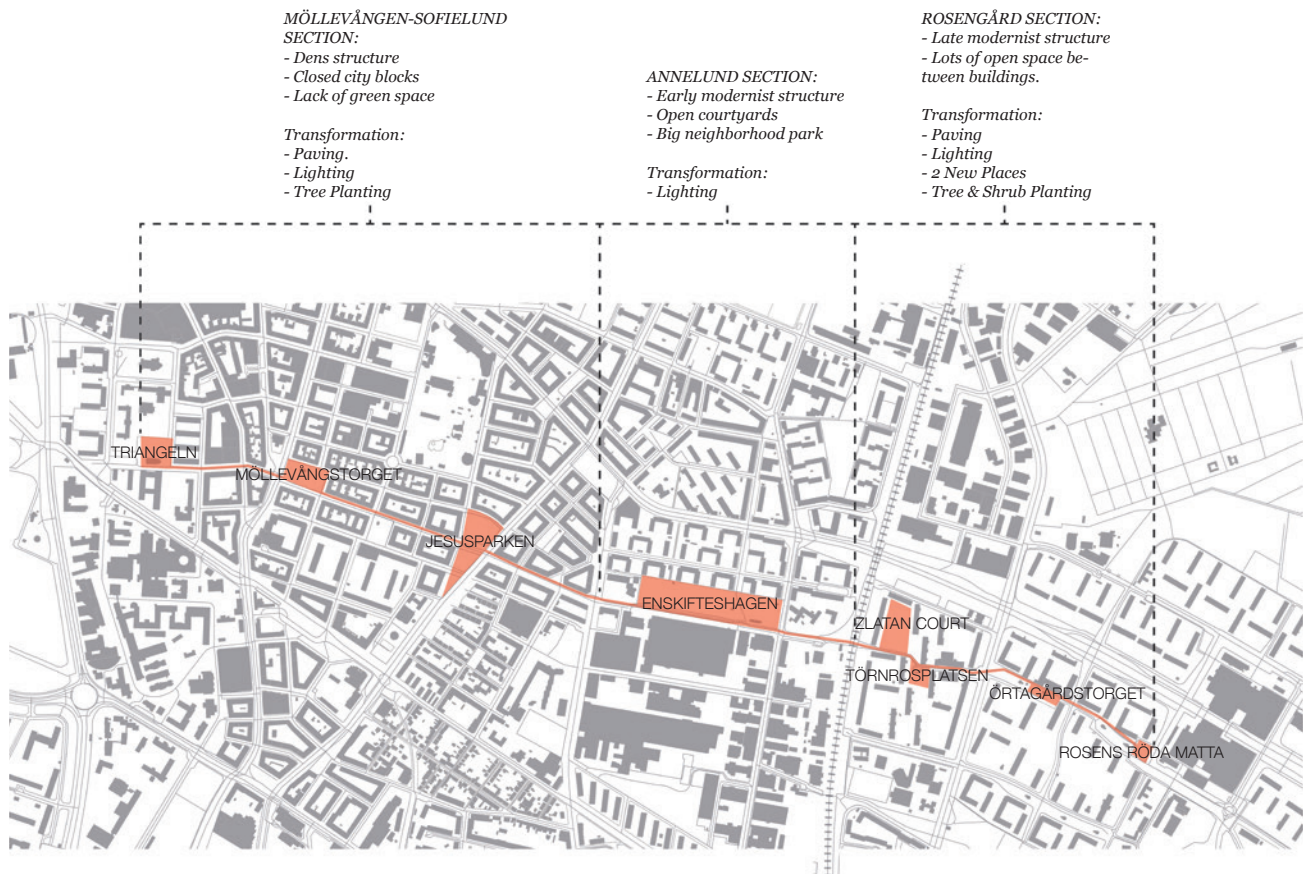 MÖLLEVÅNGEN-SOFIELUND
SECTION:
- Dens structure
- Closed city blocks
- Lack of green space
Transformation:
- Paving.
- Lighting
- Tree Planting
ANNELUND SECTION:
- Early modernist structure
- Open courtyards
- Big neighborhood park
Transformation:
- Lighting
ROSENGÅRD SECTION:
- Late modernist structure
- Lots of open space be-
tween buildings.
Transformation:
- Paving
- Lighting
- 2 New Places
- Tree & Shrub Planting
TRIANGELN
MÖLLEVÅNGSTORGET
JESUSPARKEN
ENSKIFTESHAGEN
ZLATAN COURT
TÖRNROSPLATSEN
ÖRTAGÅRDSTORGET
ROSENS RÖDA MATTA